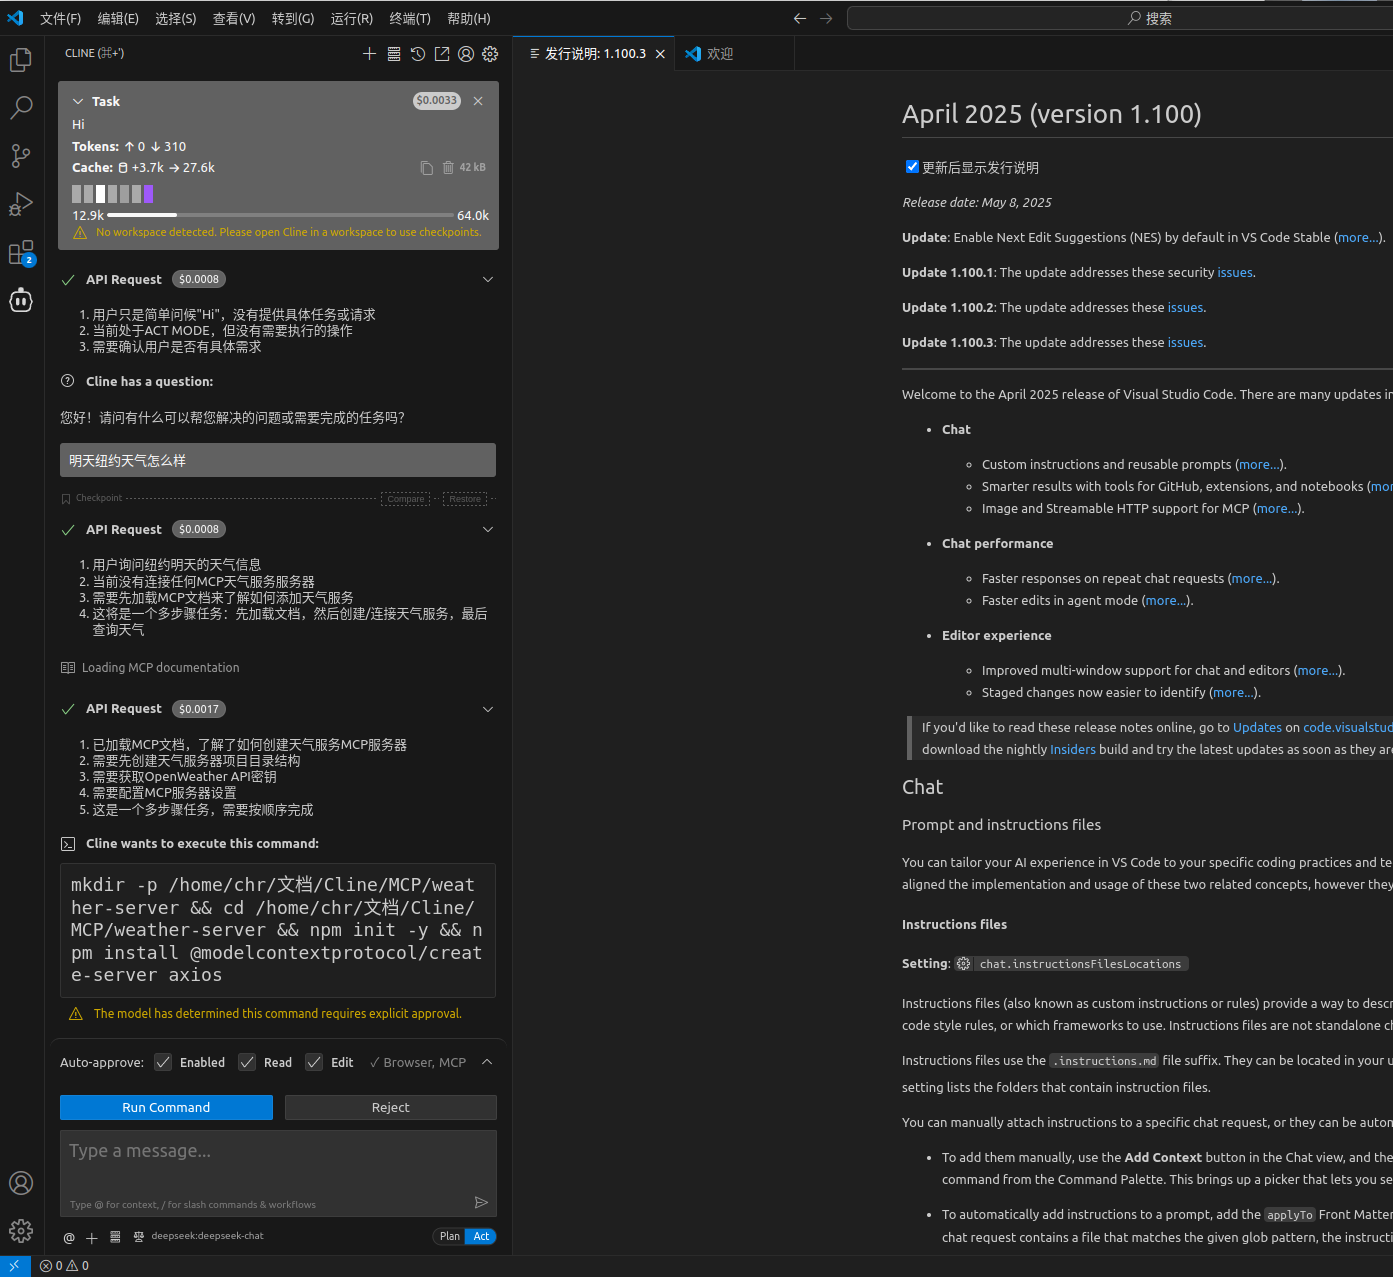 文件(F) 编辑(E) 选择(S) 查看(V) 转到(G) 运行(R) 终端(T) 帮助(H) 搜索
CLINE (⌘+')
Task $0.0033
Hi
Tokens: ↑ 0 ↓ 310
Cache: +3.7k → 27.6k 42 kB
12.9k 64.0k
No workspace detected. Please open Cline in a workspace to use checkpoints.
API Request $0.0008
1. 用户只是简单问候"Hi"，没有提供具体任务或请求
2. 当前处于ACT MODE，但没有需要执行的操作
3. 需要确认用户是否有具体需求
Cline has a question:
您好！请问有什么可以帮您解决的问题或需要完成的任务吗？
明天纽约天气怎么样
Checkpoint Compare Restore
API Request $0.0008
1. 用户询问纽约明天的天气信息
2. 当前没有连接任何MCP天气服务服务器
3. 需要先加载MCP文档来了解如何添加天气服务
4. 这将是一个多步骤任务：先加载文档，然后创建/连接天气服务，最后
查询天气
Loading MCP documentation
API Request $0.0017
1. 已加载MCP文档，了解了如何创建天气服务MCP服务器
2. 需要先创建天气服务器项目目录结构
3. 需要获取OpenWeather API密钥
4. 需要配置MCP服务器设置
5. 这是一个多步骤任务，需要按顺序完成
Cline wants to execute this command:
mkdir -p /home/chr/文档/Cline/MCP/weat
her-server && cd /home/chr/文档/Cline/
MCP/weather-server && npm init -y && n
pm install @modelcontextprotocol/creat
e-server axios
The model has determined this command requires explicit approval.
Auto-approve: Enabled Read Edit ✓ Browser, MCP
Run Command Reject
Type a message...
Type @ for context, / for slash commands & workflows
@ + deepseek:deepseek-chat Plan Act
0 0
2
发行说明: 1.100.3 欢迎
April 2025 (version 1.100)
更新后显示发行说明
Release date: May 8, 2025
Update: Enable Next Edit Suggestions (NES) by default in VS Code Stable (more...).
Update 1.100.1: The update addresses these security issues.
Update 1.100.2: The update addresses these issues.
Update 1.100.3: The update addresses these issues.
Welcome to the April 2025 release of Visual Studio Code. There are many updates in
• Chat
◦ Custom instructions and reusable prompts (more...).
◦ Smarter results with tools for GitHub, extensions, and notebooks (mor
◦ Image and Streamable HTTP support for MCP (more...).
• Chat performance
◦ Faster responses on repeat chat requests (more...).
◦ Faster edits in agent mode (more...).
• Editor experience
◦ Improved multi-window support for chat and editors (more...).
◦ Staged changes now easier to identify (more...).
If you'd like to read these release notes online, go to Updates on code.visualstud
download the nightly Insiders build and try the latest updates as soon as they are
Chat
Prompt and instructions files
You can tailor your AI experience in VS Code to your specific coding practices and te
aligned the implementation and usage of these two related concepts, however they
Instructions files
Setting: chat.instructionsFilesLocations
Instructions files (also known as custom instructions or rules) provide a way to descr
code style rules, or which frameworks to use. Instructions files are not standalone c
Instructions files use the .instructions.md file suffix. They can be located in your u
setting lists the folders that contain instruction files.
You can manually attach instructions to a specific chat request, or they can be autom
• To add them manually, use the Add Context button in the Chat view, and the
command from the Command Palette. This brings up a picker that lets you se
• To automatically add instructions to a prompt, add the applyTo Front Matter
chat request contains a file that matches the given glob pattern, the instructi